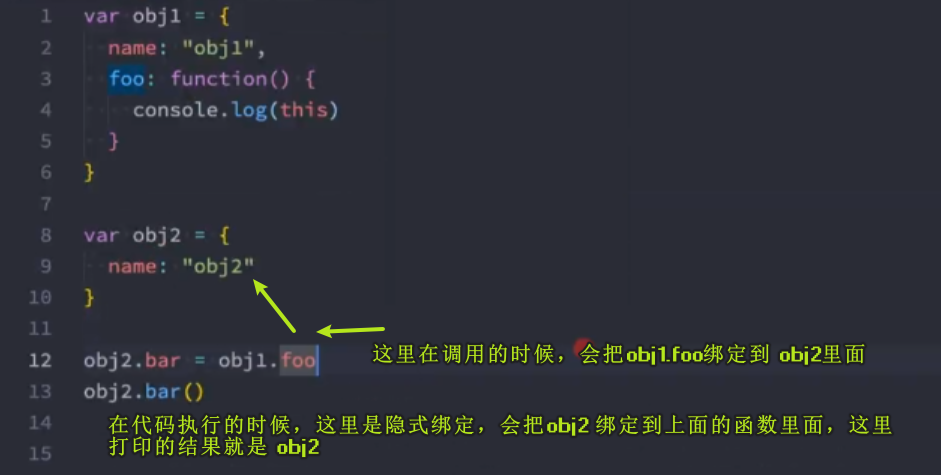 1 var obj1 = {
2 name: "obj1",
3 foo: function() {
4 console.log(this)
5 }
6 }
7
8 var obj2 = {
9 name: "obj2"
10 }
11
12 obj2.bar = obj1.foo 这里在调用的时候，会把obj1.foo绑定到 obj2里面
13 obj2.bar()
14 在代码执行的时候，这里是隐式绑定，会把obj2 绑定到上面的函数里面，这里
15 打印的结果就是 obj2